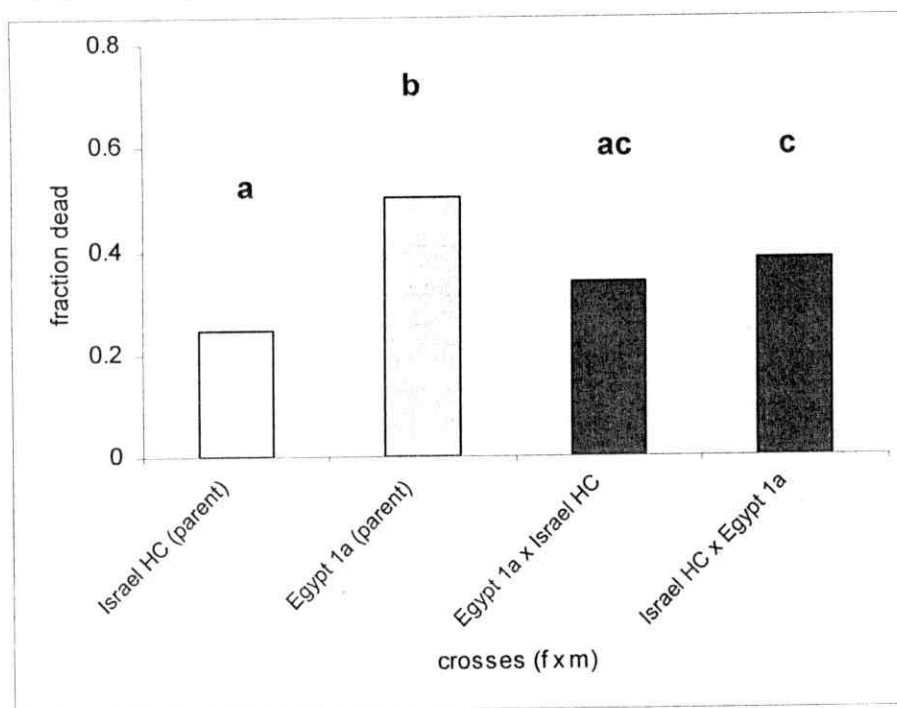 0.8
b
0.6
ac
c
a
fraction dead
0.4
0.2
0
Israel HC (parent)
Egypt 1a (parent)
Egypt 1a x Israel HC
Israel HC x Egypt 1a
crosses (f x m)